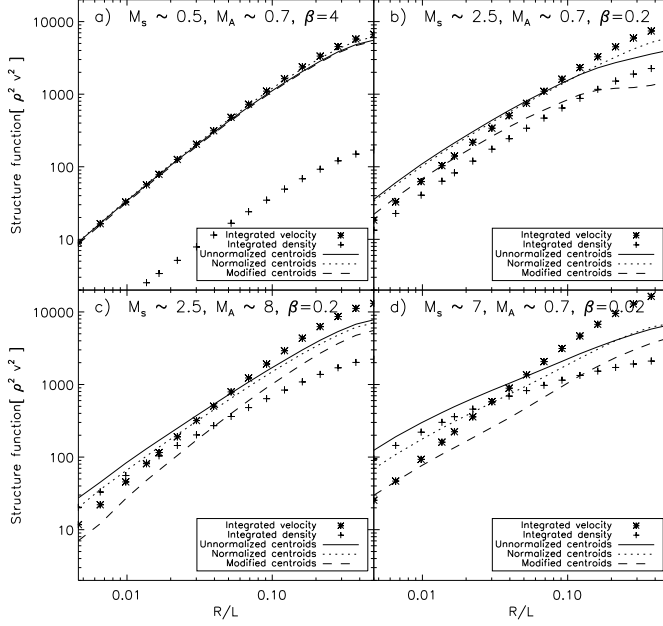 a) M_s ~ 0.5, M_A ~ 0.7, β=4
b) M_s ~ 2.5, M_A ~ 0.7, β=0.2
10000
1000
100
10
Structure function[ ρ² v² ]
Integrated velocity
Integrated density
Unnormalized centroids
Normalized centroids
Modified centroids
Integrated velocity
Integrated density
Unnormalized centroids
Normalized centroids
Modified centroids
c) M_s ~ 2.5, M_A ~ 8, β=0.2
d) M_s ~ 7, M_A ~ 0.7, β=0.02
10000
1000
100
10
Structure function[ ρ² v² ]
Integrated velocity
Integrated density
Unnormalized centroids
Normalized centroids
Modified centroids
Integrated velocity
Integrated density
Unnormalized centroids
Normalized centroids
Modified centroids
0.01
0.10
0.01
0.10
R/L
R/L